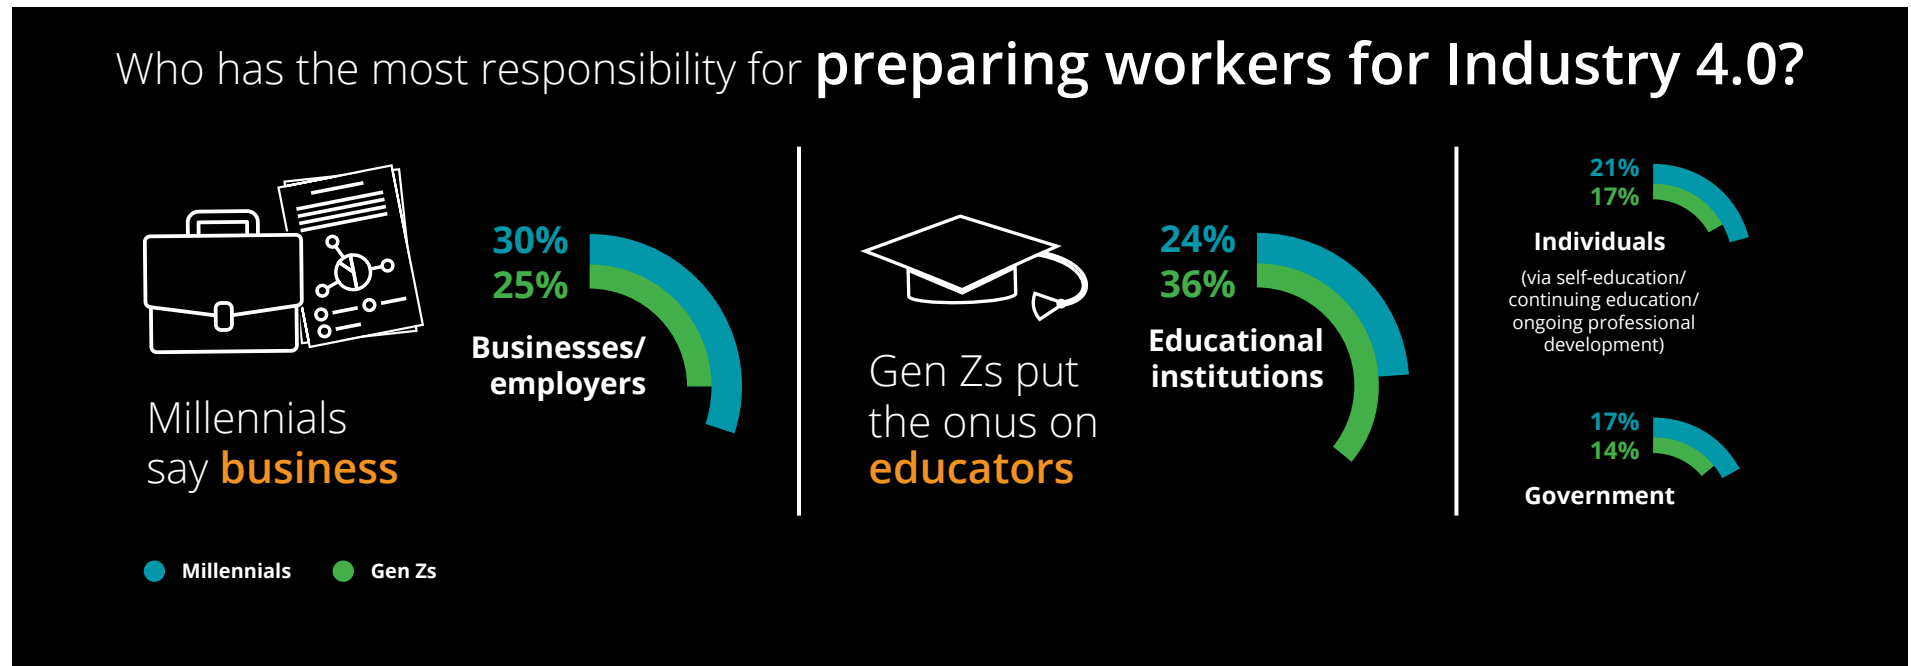 Who has the most responsibility for preparing workers for Industry 4.0?
30%
25%
Businesses/
employers
Millennials
say business
24%
36%
Educational
institutions
Gen Zs put
the onus on
educators
21%
17%
Individuals
(via self-education/
continuing education/
ongoing professional
development)
17%
14%
Government
Millennials
Gen Zs